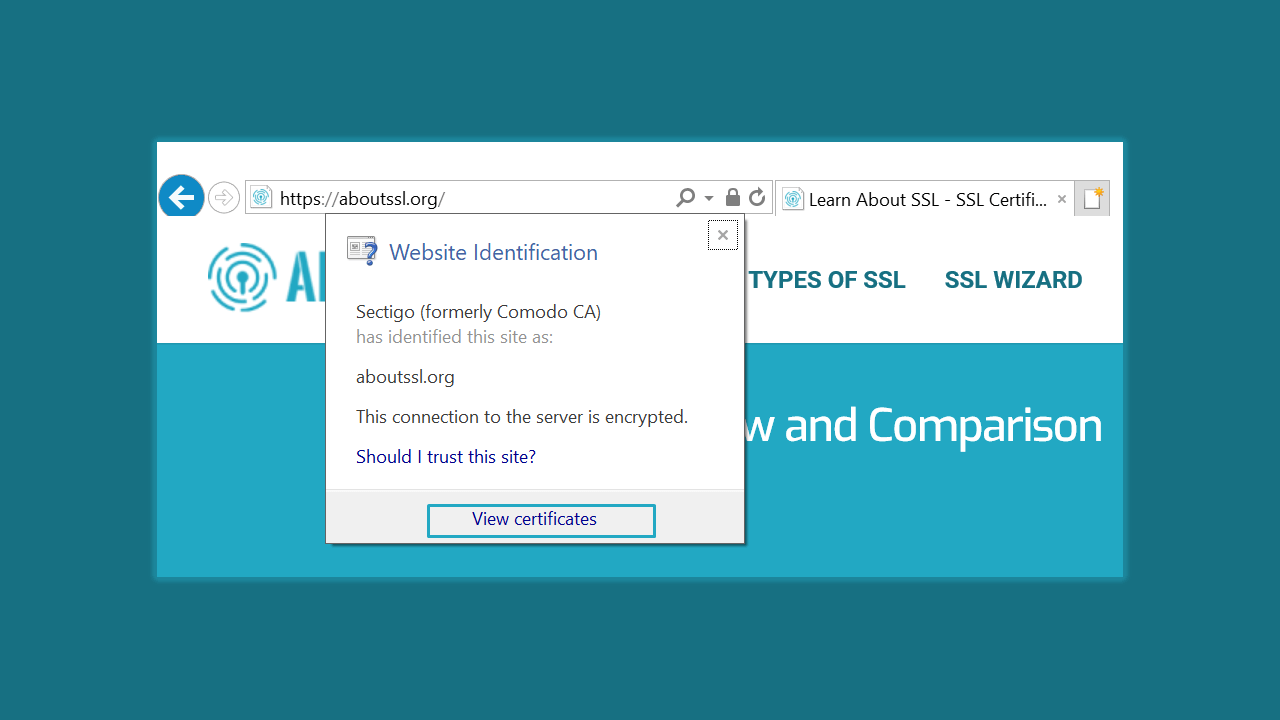 https://aboutssl.org/
Learn About SSL - SSL Certifi...
Website Identification
TYPES OF SSL
SSL WIZARD
Sectigo (formerly Comodo CA)
has identified this site as:
aboutssl.org
This connection to the server is encrypted.
w and Comparison
Should I trust this site?
View certificates